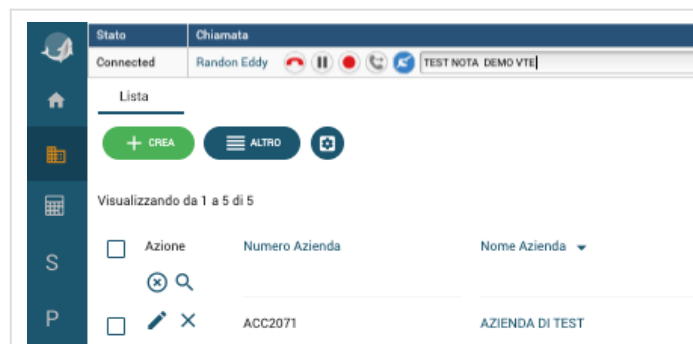 Stato Chiamata
Connected Randon Eddy TEST NOTA DEMO VTE
Lista
CREA ALTRO
Visualizzando da 1 a 5 di 5
Azione Numero Azienda Nome Azienda
S
ACC2071 AZIENDA DI TEST
P